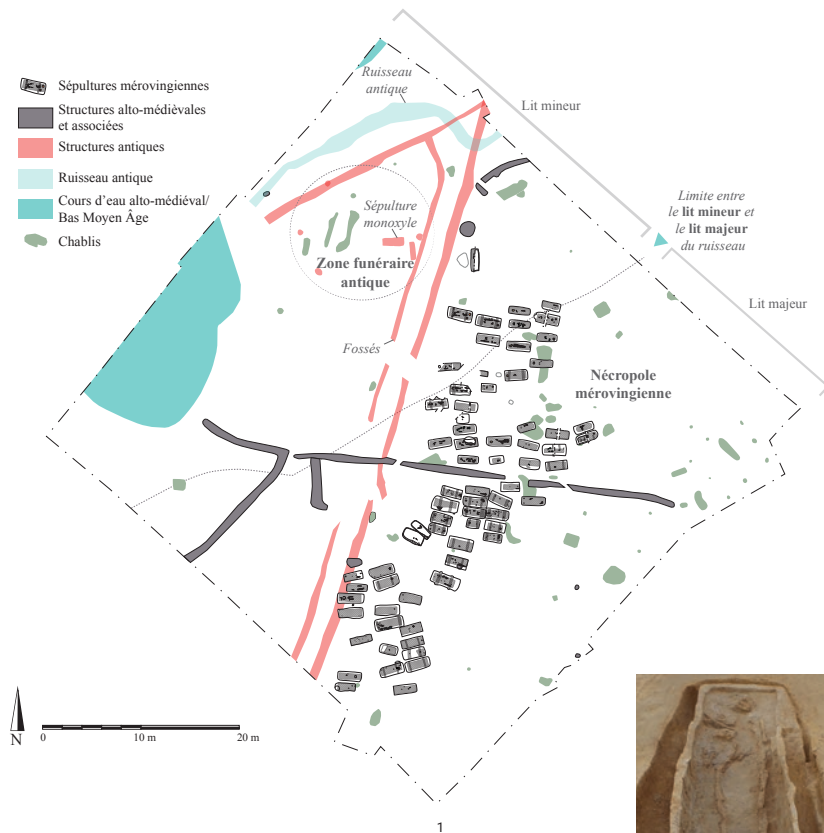 Sépultures mérovingiennes
Structures alto-médièvales
et associées
Structures antiques
Ruisseau antique
Cours d'eau alto-médiéval/
Bas Moyen Âge
Chablis
Ruisseau
antique
Lit mineur
Limite entre
le lit mineur et
le lit majeur
du ruisseau
Lit majeur
Sépulture
monoxyle
Zone funéraire
antique
Fossés
Nécropole
mérovingienne
N
10 m
20 m
1